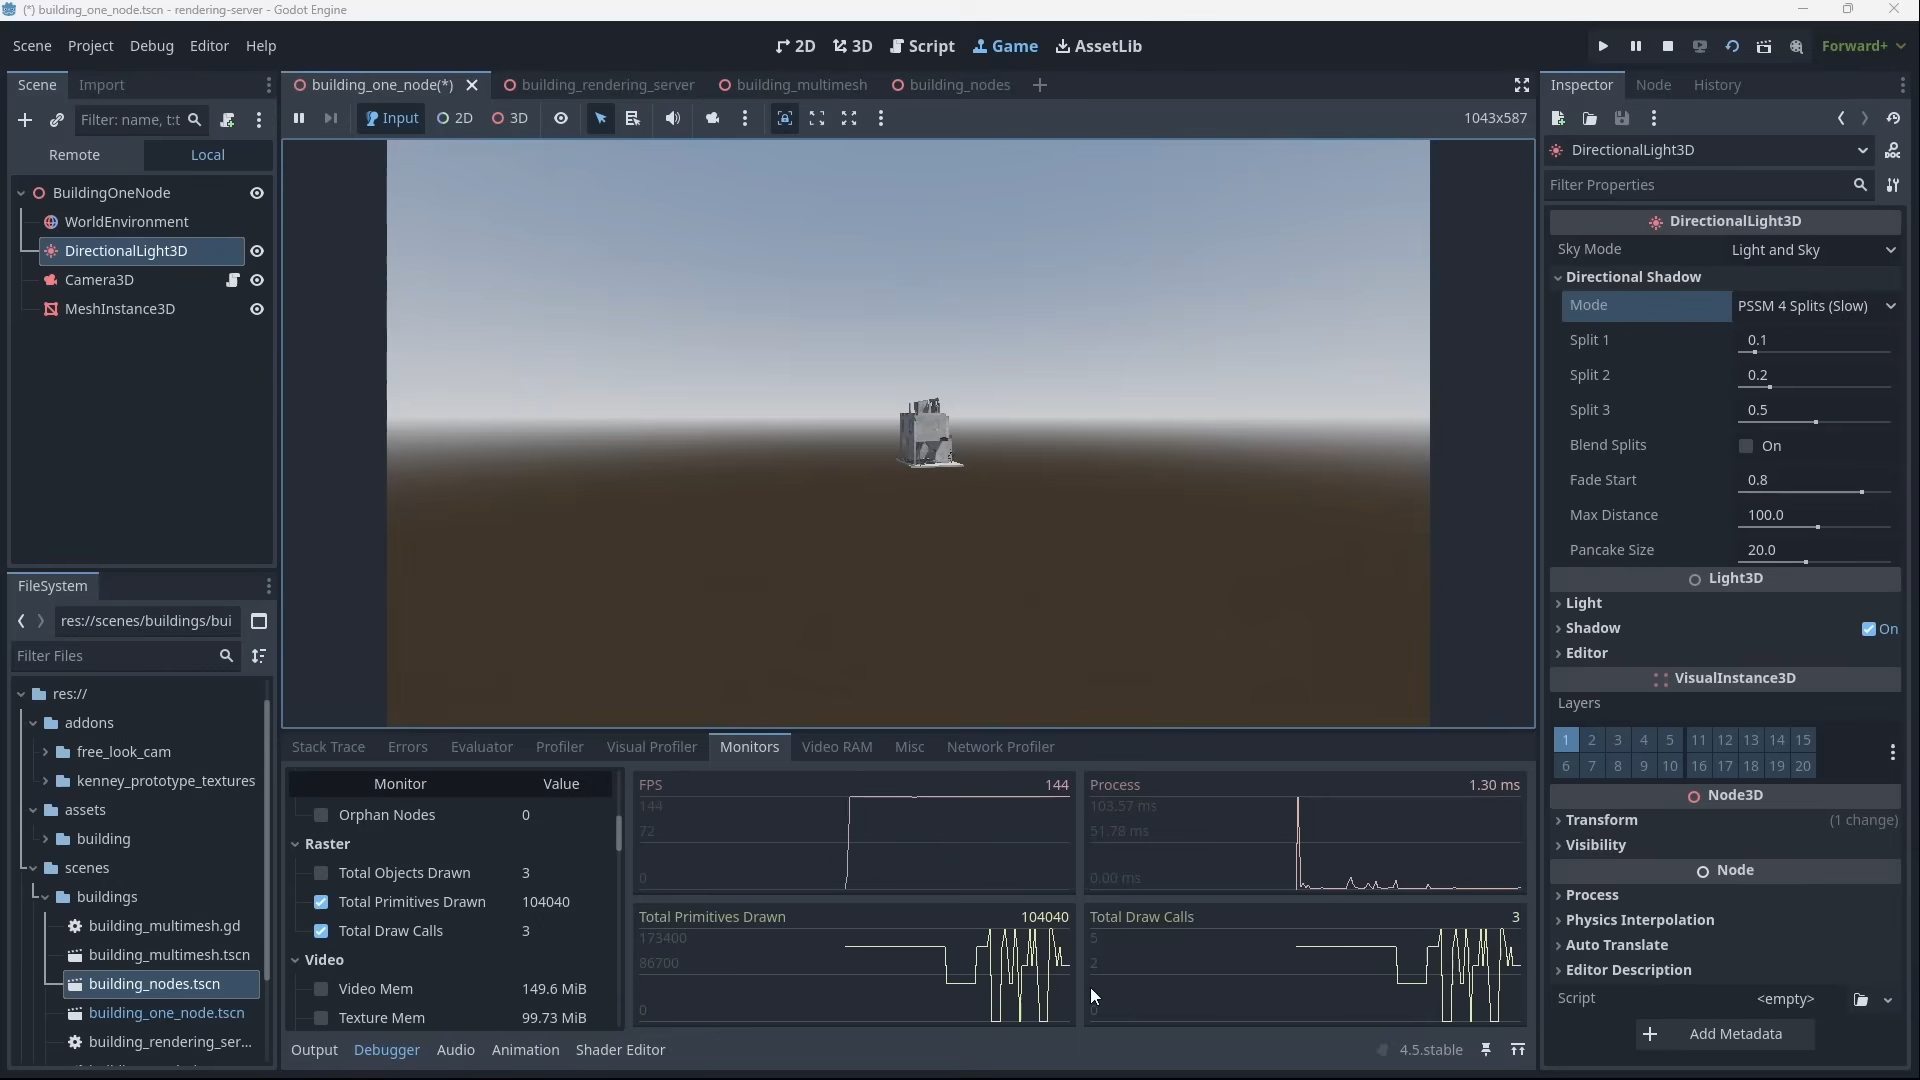 (*) building_one_node.tscn - rendering-server - Godot Engine
Scene Project Debug Editor Help
2D 3D Script Game AssetLib
Forward+
Scene Import
building_one_node(*) building_rendering_server building_multimesh building_nodes
Inspector Node History
Filter: name, t:t
Input 2D 3D
1043x587
Remote Local
DirectionalLight3D
Filter Properties
BuildingOneNode
WorldEnvironment
DirectionalLight3D
Camera3D
MeshInstance3D
DirectionalLight3D
Sky Mode Light and Sky
Directional Shadow
Mode PSSM 4 Splits (Slow)
Split 1 0.1
Split 2 0.2
Split 3 0.5
Blend Splits On
Fade Start 0.8
Max Distance 100.0
Pancake Size 20.0
Light3D
Light
Shadow On
Editor
VisualInstance3D
Layers
1 2 3 4 5 11 12 13 14 15
6 7 8 9 10 16 17 18 19 20
Node3D
Transform (1 change)
Visibility
Node
Process
Physics Interpolation
Auto Translate
Editor Description
Script <empty>
Add Metadata
FileSystem
res://scenes/buildings/bui
Filter Files
res://
addons
free_look_cam
kenney_prototype_textures
assets
building
scenes
buildings
building_multimesh.gd
building_multimesh.tscn
building_nodes.tscn
building_one_node.tscn
building_rendering_ser...
Stack Trace Errors Evaluator Profiler Visual Profiler Monitors Video RAM Misc Network Profiler
Monitor Value
Orphan Nodes 0
Raster
Total Objects Drawn 3
Total Primitives Drawn 104040
Total Draw Calls 3
Video
Video Mem 149.6 MiB
Texture Mem 99.73 MiB
FPS 144
144
72
0
Process 1.30 ms
103.57 ms
51.78 ms
0.00 ms
Total Primitives Drawn 104040
173400
86700
0
Total Draw Calls 3
5
2
0
Output Debugger Audio Animation Shader Editor
4.5.stable